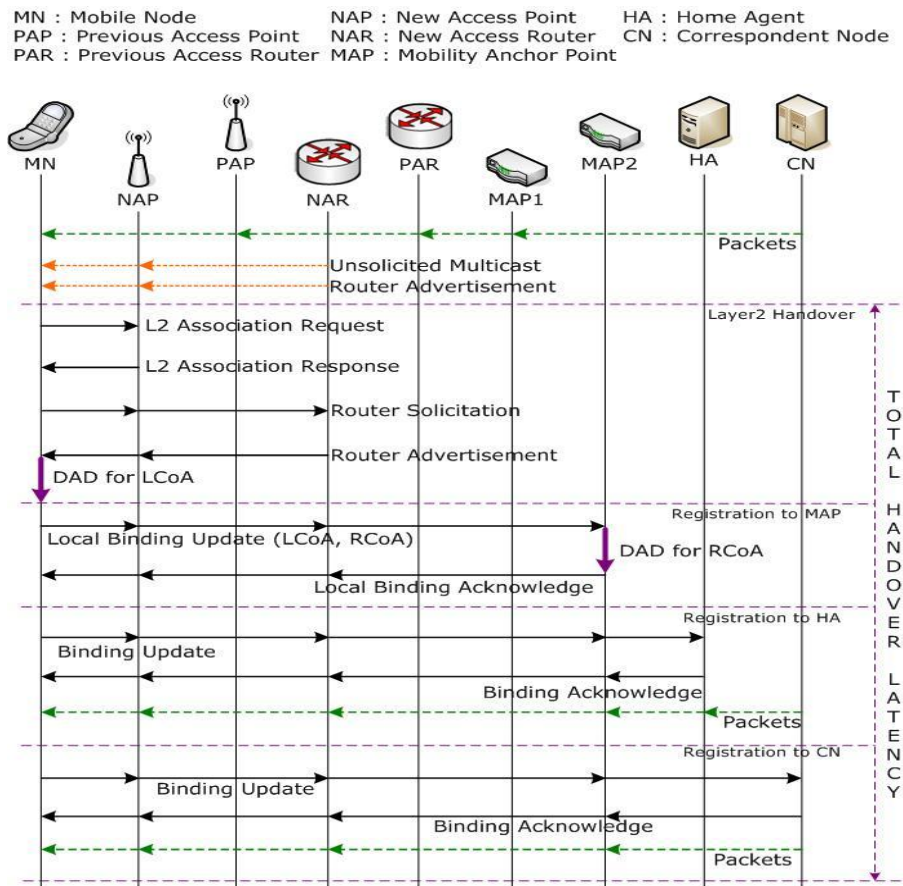 MN : Mobile Node NAP : New Access Point HA : Home Agent
PAP : Previous Access Point NAR : New Access Router CN : Correspondent Node
PAR : Previous Access Router MAP : Mobility Anchor Point
MN
NAP
PAP
NAR
PAR
MAP1
MAP2
HA
CN
Packets
Unsolicited Multicast
Router Advertisement
Layer2 Handover
L2 Association Request
L2 Association Response
Router Solicitation
Router Advertisement
DAD for LCoA
Registration to MAP
Local Binding Update (LCoA, RCoA)
DAD for RCoA
Local Binding Acknowledge
Registration to HA
Binding Update
Binding Acknowledge
Packets
Registration to CN
Binding Update
Binding Acknowledge
Packets
TOTAL HANDOVER LATENCY